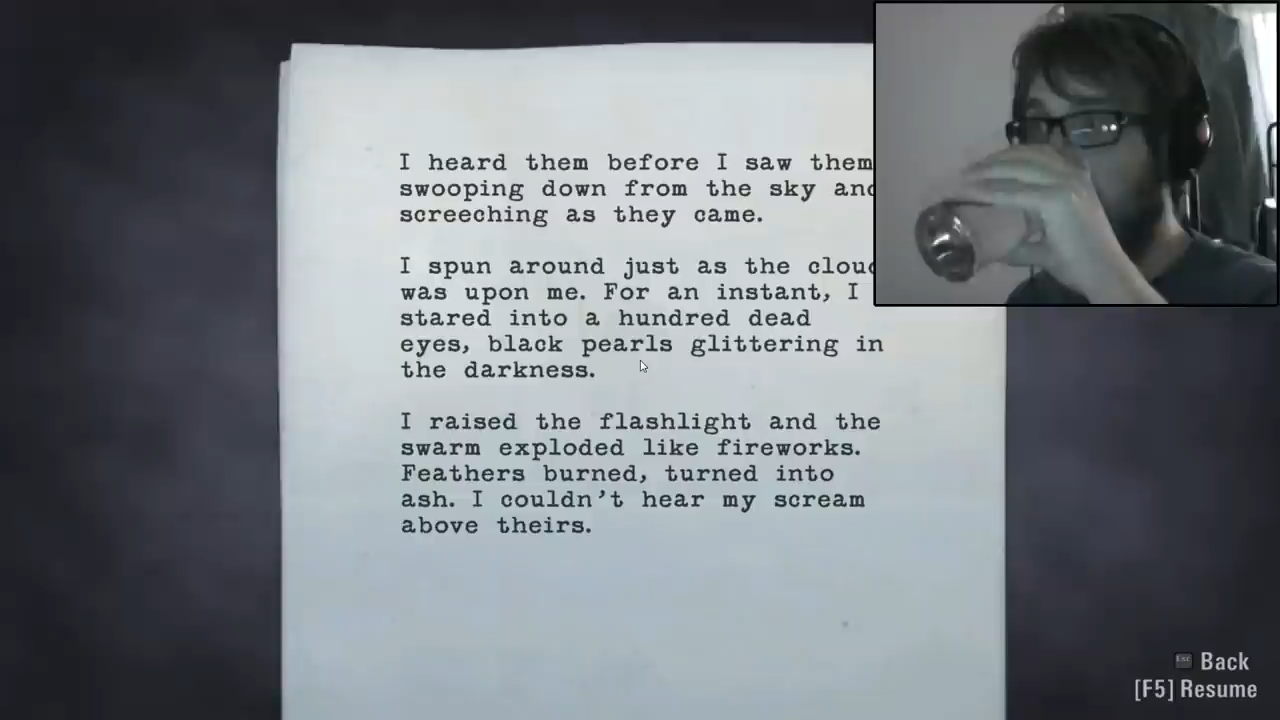 I heard them before I saw them
swooping down from the sky and
screeching as they came.
I spun around just as the cloud
was upon me. For an instant, I
stared into a hundred dead
eyes, black pearls glittering in
the darkness.
I raised the flashlight and the
swarm exploded like fireworks.
Feathers burned, turned into
ash. I couldn't hear my scream
above theirs.
Esc Back
[F5] Resume